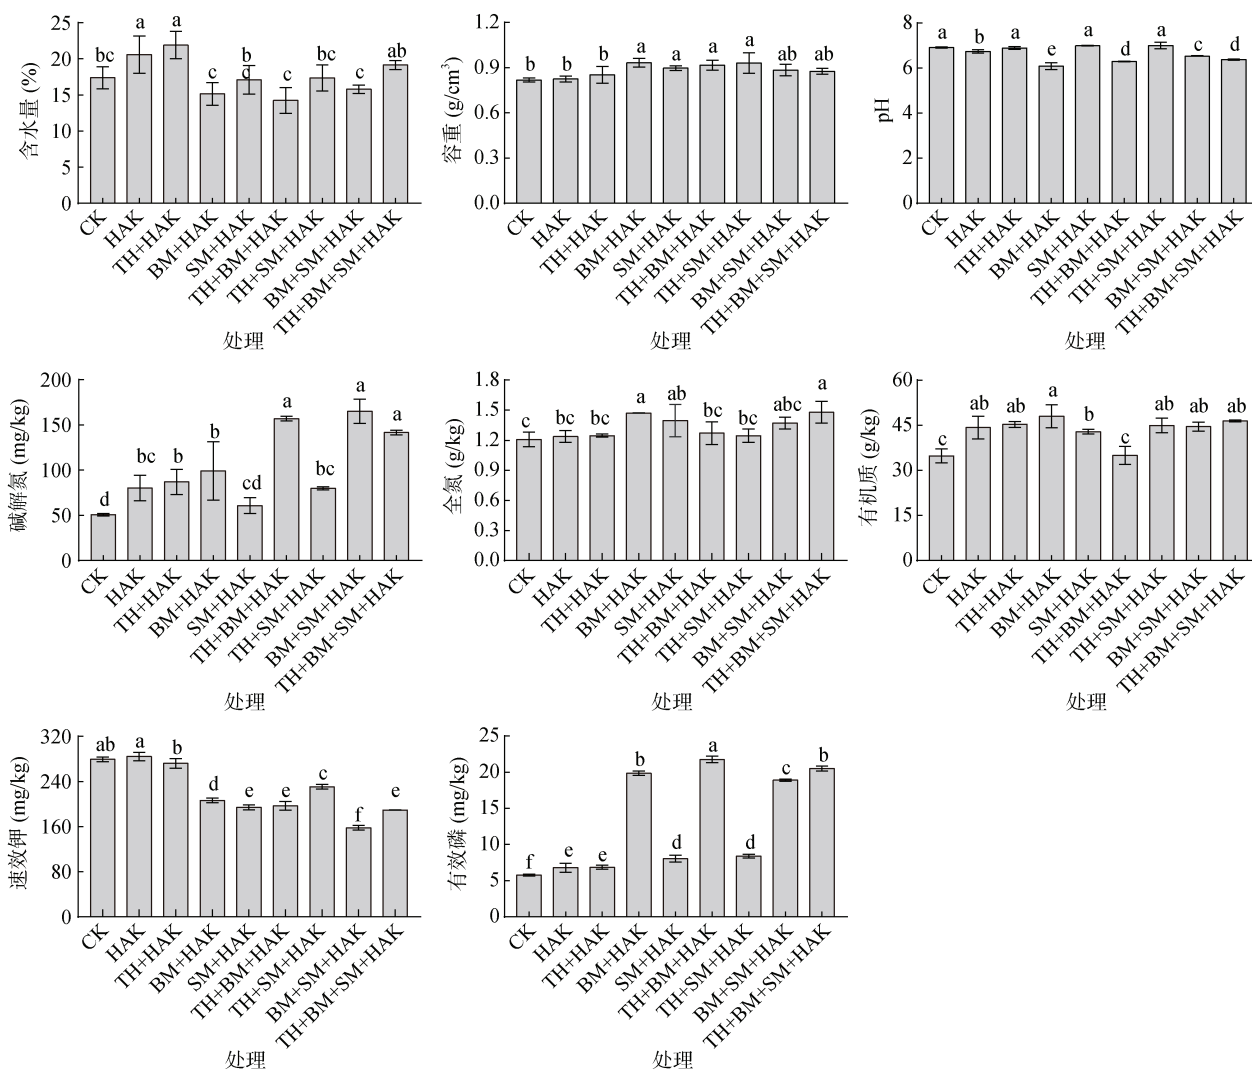 含水量 (%)
25
20
15
10
5
0
bc
a
a
c
b
c
d
c
bc
c
ab
CK
HAK
TH+HAK
BM+HAK
SM+HAK
TH+BM+HAK
TH+SM+HAK
BM+SM+HAK
TH+BM+SM+HAK
处理
容重 (g/cm³)
1.2
0.9
0.6
0.3
0.0
b
b
b
a
a
a
a
ab
ab
CK
HAK
TH+HAK
BM+HAK
SM+HAK
TH+BM+HAK
TH+SM+HAK
BM+SM+HAK
TH+BM+SM+HAK
处理
pH
8
6
4
2
0
a
b
a
e
a
d
a
c
d
CK
HAK
TH+HAK
BM+HAK
SM+HAK
TH+BM+HAK
TH+SM+HAK
BM+SM+HAK
TH+BM+SM+HAK
处理
碱解氮 (mg/kg)
200
150
100
50
0
d
bc
b
b
cd
a
bc
a
a
CK
HAK
TH+HAK
BM+HAK
SM+HAK
TH+BM+HAK
TH+SM+HAK
BM+SM+HAK
TH+BM+SM+HAK
处理
全氮 (g/kg)
1.8
1.5
1.2
0.9
0.6
0.3
0.0
c
bc
bc
a
ab
bc
bc
abc
a
CK
HAK
TH+HAK
BM+HAK
SM+HAK
TH+BM+HAK
TH+SM+HAK
BM+SM+HAK
TH+BM+SM+HAK
处理
有机质 (g/kg)
60
45
30
15
0
c
ab
ab
a
b
c
ab
ab
ab
CK
HAK
TH+HAK
BM+HAK
SM+HAK
TH+BM+HAK
TH+SM+HAK
BM+SM+HAK
TH+BM+SM+HAK
处理
速效钾 (mg/kg)
320
240
160
80
0
ab
a
b
d
e
e
c
f
e
CK
HAK
TH+HAK
BM+HAK
SM+HAK
TH+BM+HAK
TH+SM+HAK
BM+SM+HAK
TH+BM+SM+HAK
处理
有效磷 (mg/kg)
25
20
15
10
5
0
f
e
e
b
d
a
d
c
b
CK
HAK
TH+HAK
BM+HAK
SM+HAK
TH+BM+HAK
TH+SM+HAK
BM+SM+HAK
TH+BM+SM+HAK
处理